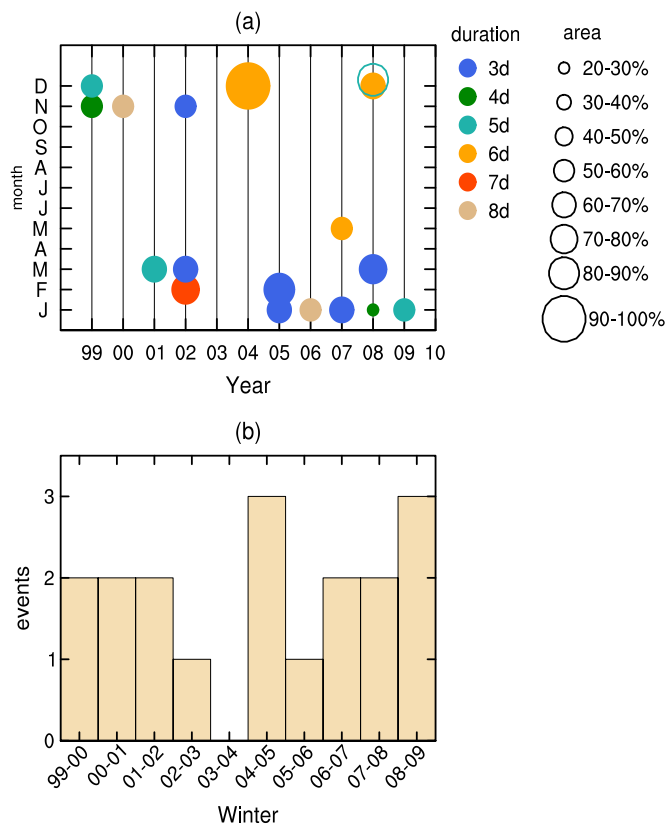 (a)
duration
area
month
D
N
O
S
A
J
J
M
A
M
F
J
99 00 01 02 03 04 05 06 07 08 09 10
Year
3d
4d
5d
6d
7d
8d
20-30%
30-40%
40-50%
50-60%
60-70%
70-80%
80-90%
90-100%
(b)
events
3
2
1
0
99-00 00-01 01-02 02-03 03-04 04-05 05-06 06-07 07-08 08-09
Winter